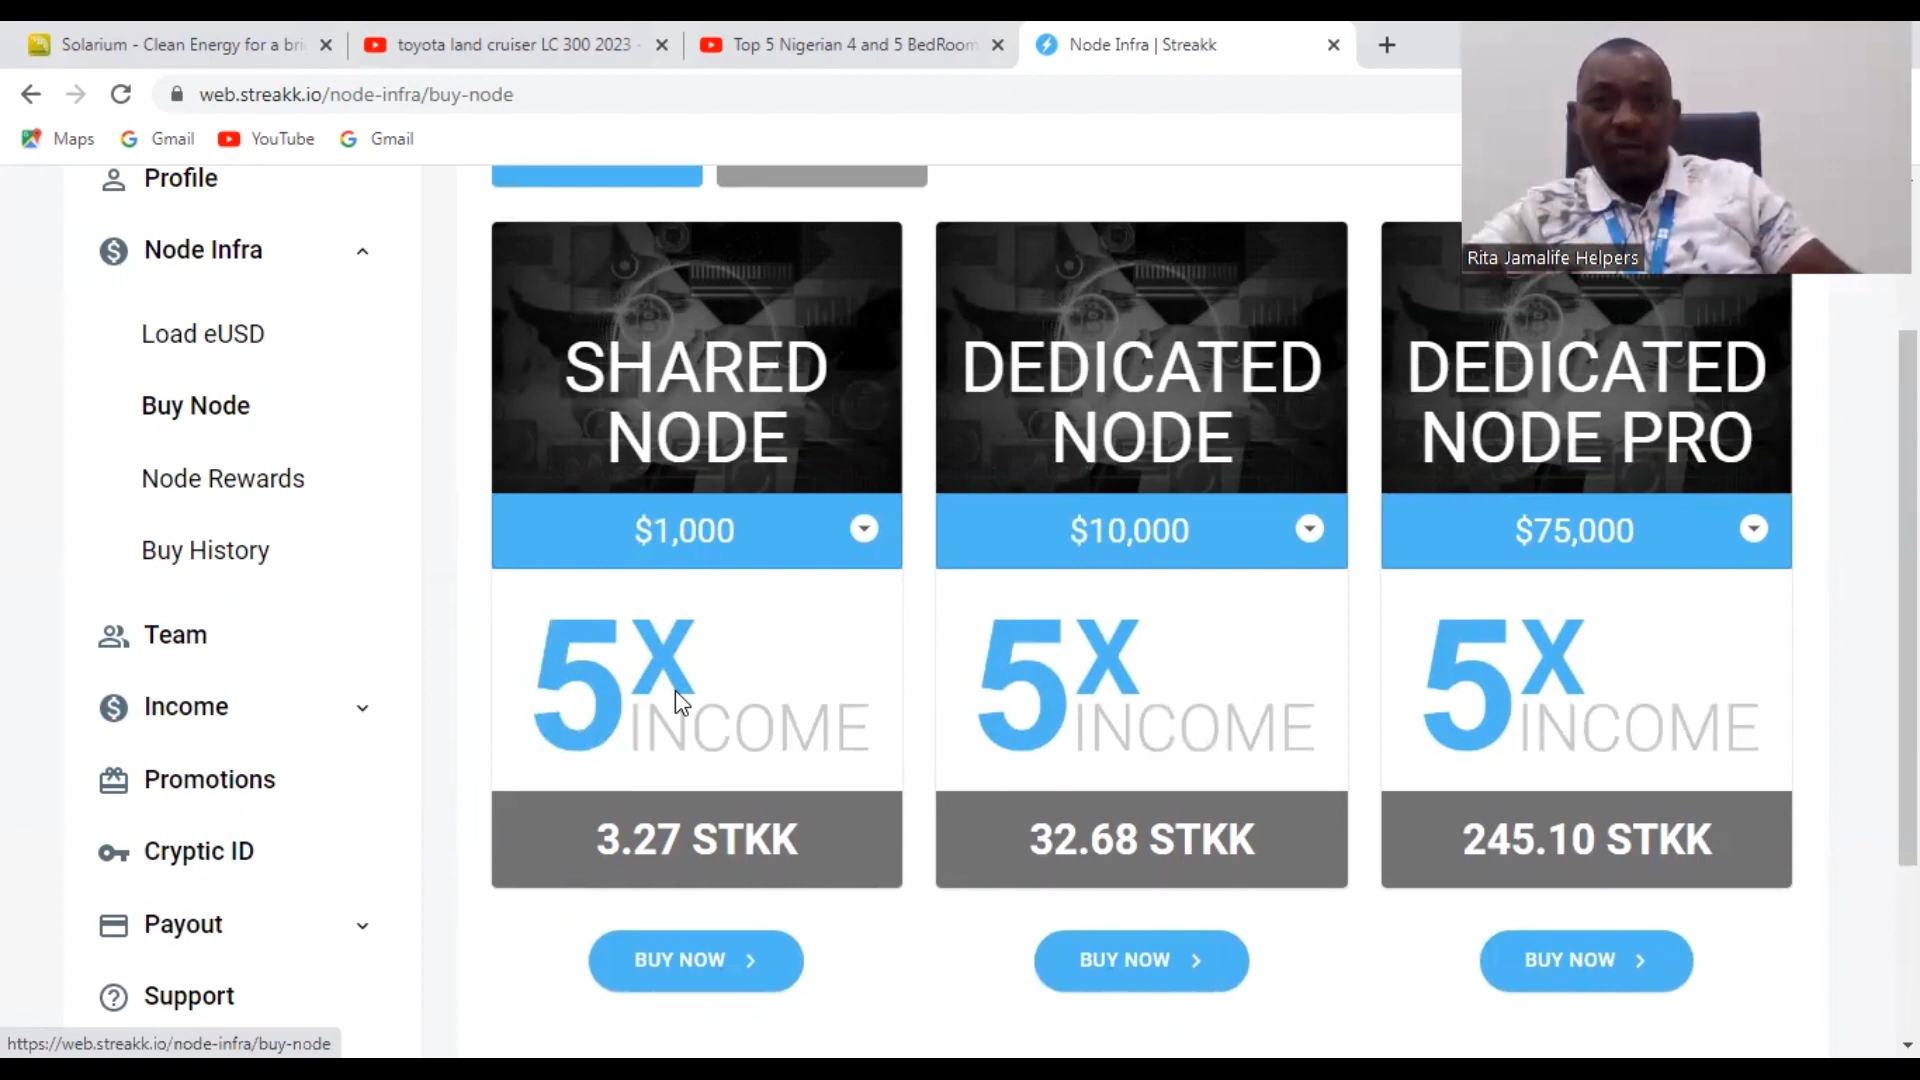 Solarium - Clean Energy for a bri
toyota land cruiser LC 300 2023 -
Top 5 Nigerian 4 and 5 BedRoom
Node Infra | Streakk
web.streakk.io/node-infra/buy-node
Maps
Gmail
YouTube
Gmail
Rita Jamalife Helpers
Profile
Node Infra
Load eUSD
Buy Node
Node Rewards
Buy History
Team
Income
Promotions
Cryptic ID
Payout
Support
SHARED
NODE
$1,000
5X
INCOME
3.27 STKK
BUY NOW
DEDICATED
NODE
$10,000
5X
INCOME
32.68 STKK
BUY NOW
DEDICATED
NODE PRO
$75,000
5X
INCOME
245.10 STKK
BUY NOW
https://web.streakk.io/node-infra/buy-node